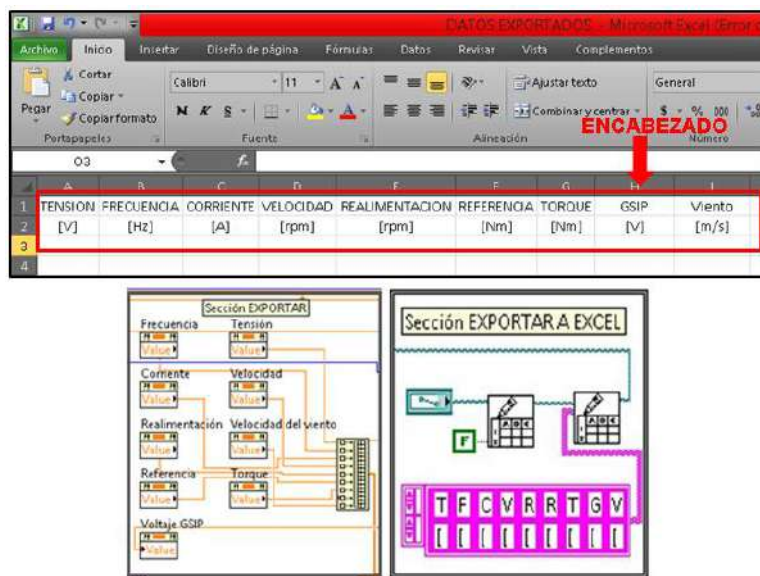 DATOS EXPORTADOS - Microsoft Excel (Error
Archivo Inicio Insertar Diseño de página Fórmulas Datos Revisar Vista Complementos
Pegar
Cortar
Copiar
Copiar formato
Portapapeles
Calibri 11 A A
N K S
Fuente
Ajustar texto
Combinar y centrar
Alineación
General
$ % 000
Número
ENCABEZADO
O3 fx
A B C D E F G H I
1 TENSION FRECUENCIA CORRIENTE VELOCIDAD REALIMENTACION REFERENCIA TORQUE GSIP Viento
2 [V] [Hz] [A] [rpm] [rpm] [Nm] [Nm] [V] [m/s]
3
4
Sección EXPORTAR
Frecuencia Tensión
Value Value
Corriente Velocidad
Value Value
Realimentación Velocidad del viento
Value Value
Referencia Torque
Value Value
Voltaje GSIP
Value
Sección EXPORTAR A EXCEL
F
T F C V R R T G V
[ [ [ [ [ [ [ [ [